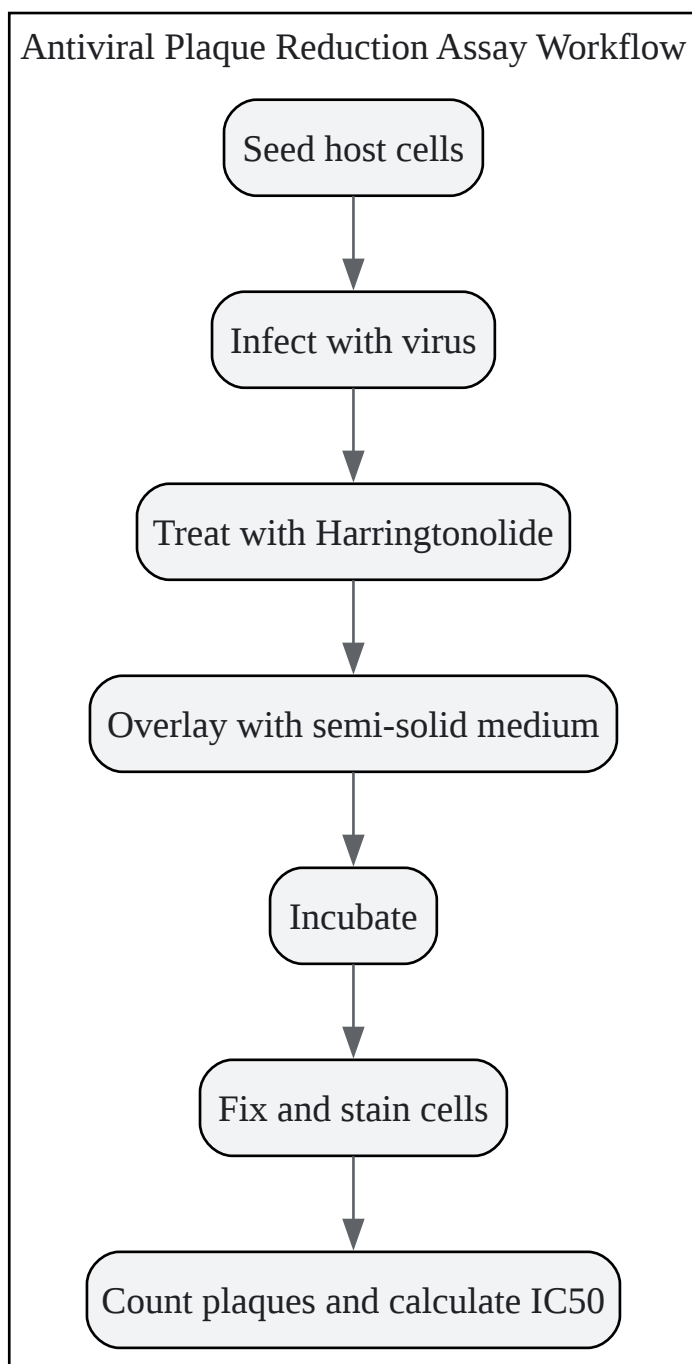 Antiviral Plaque Reduction Assay Workflow
Seed host cells
Infect with virus
Treat with Harringtonolide
Overlay with semi-solid medium
Incubate
Fix and stain cells
Count plaques and calculate IC50